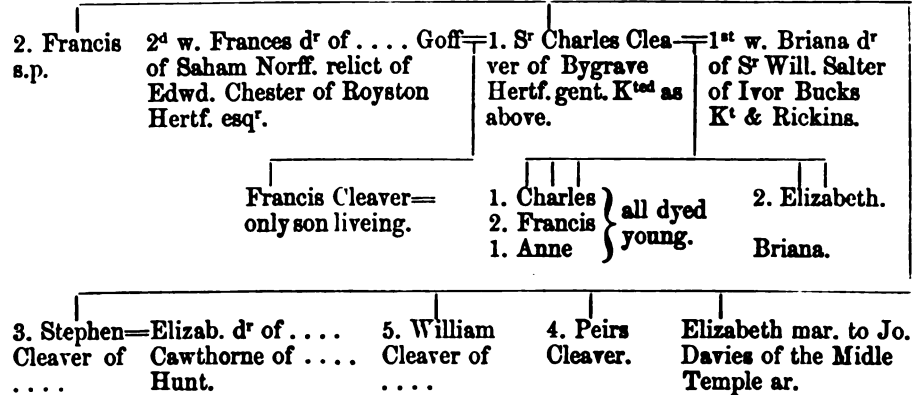 2. Francis
s.p.
2ᵈ w. Frances dʳ of . . . . Goff=
of Saham Norff. relict of
Edwd. Chester of Royston
Hertf. esqʳ.
1. Sʳ Charles Clea-
ver of Bygrave
Hertf. gent. Kᵗᵉᵈ as
above.
=1ˢᵗ w. Briana dʳ
of Sʳ Will. Salter
of Ivor Bucks
Kᵗ & Rickins.
Francis Cleaver=
only son liveing.
1. Charles
2. Francis
1. Anne
all dyed
young.
2. Elizabeth.
Briana.
3. Stephen=
Cleaver of
. . . .
Elizab. dʳ of . . . .
Cawthorne of . . . .
Hunt.
5. William
Cleaver of
. . . .
4. Peirs
Cleaver.
Elizabeth mar. to Jo.
Davies of the Midle
Temple ar.